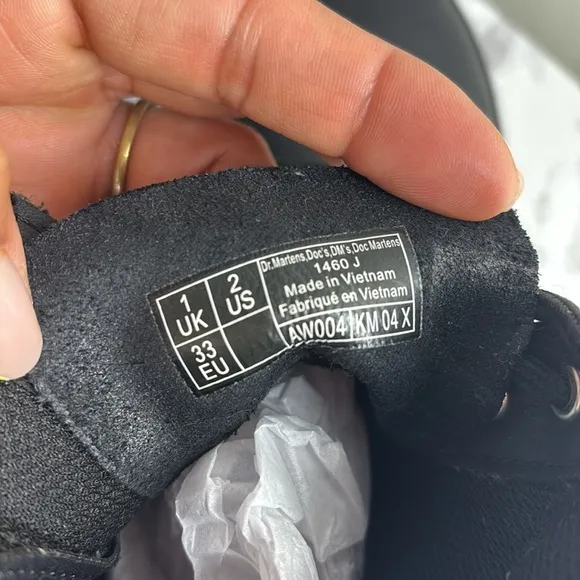 1 UK
2 US
33 EU
Dr.Martens,Doc's,DM's,Doc Martens
1460 J
Made in Vietnam
Fabriqué en Vietnam
AW004 KM 04 X